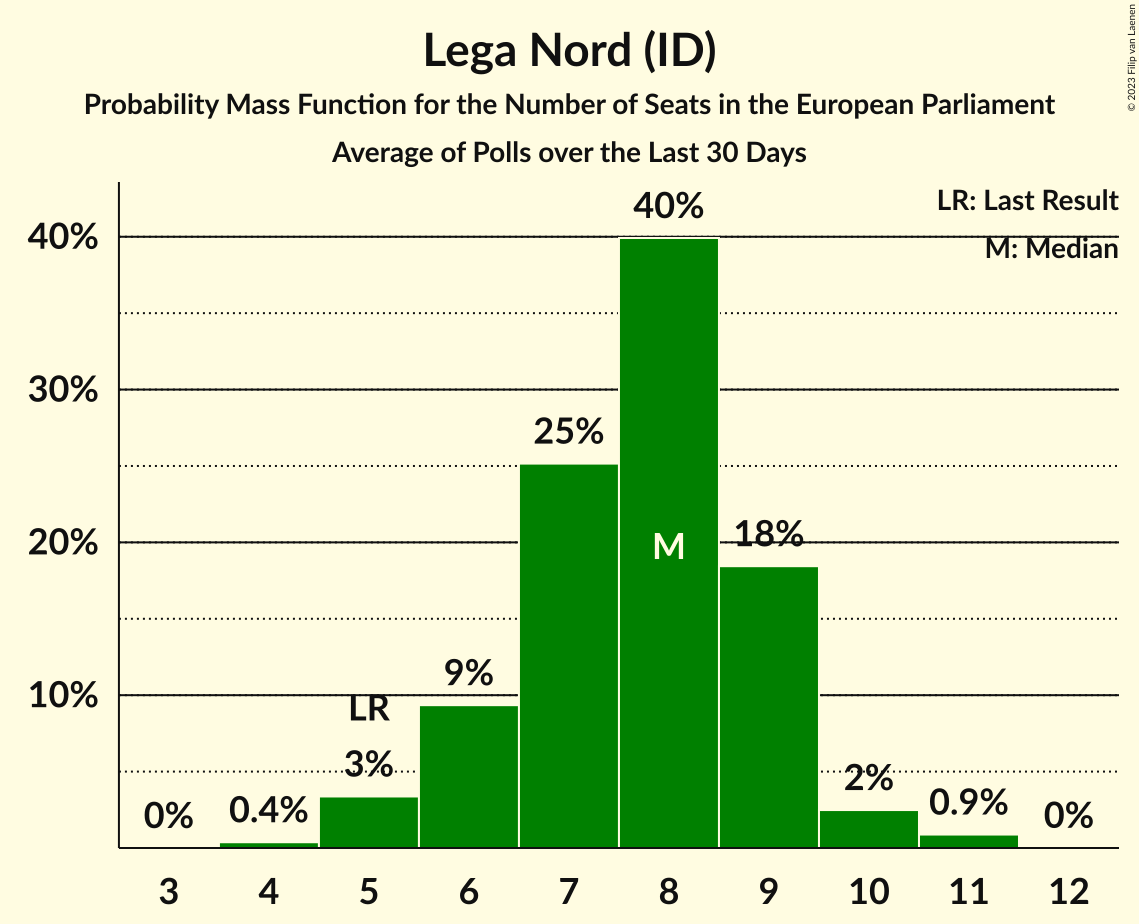 Lega Nord (ID)
Probability Mass Function for the Number of Seats in the European Parliament
Average of Polls over the Last 30 Days
© 2023 Filip van Laenen
LR: Last Result
M: Median
40%
30%
20%
10%
0%
0.4%
LR
3%
9%
25%
40%
M
18%
2%
0.9%
0%
3 4 5 6 7 8 9 10 11 12